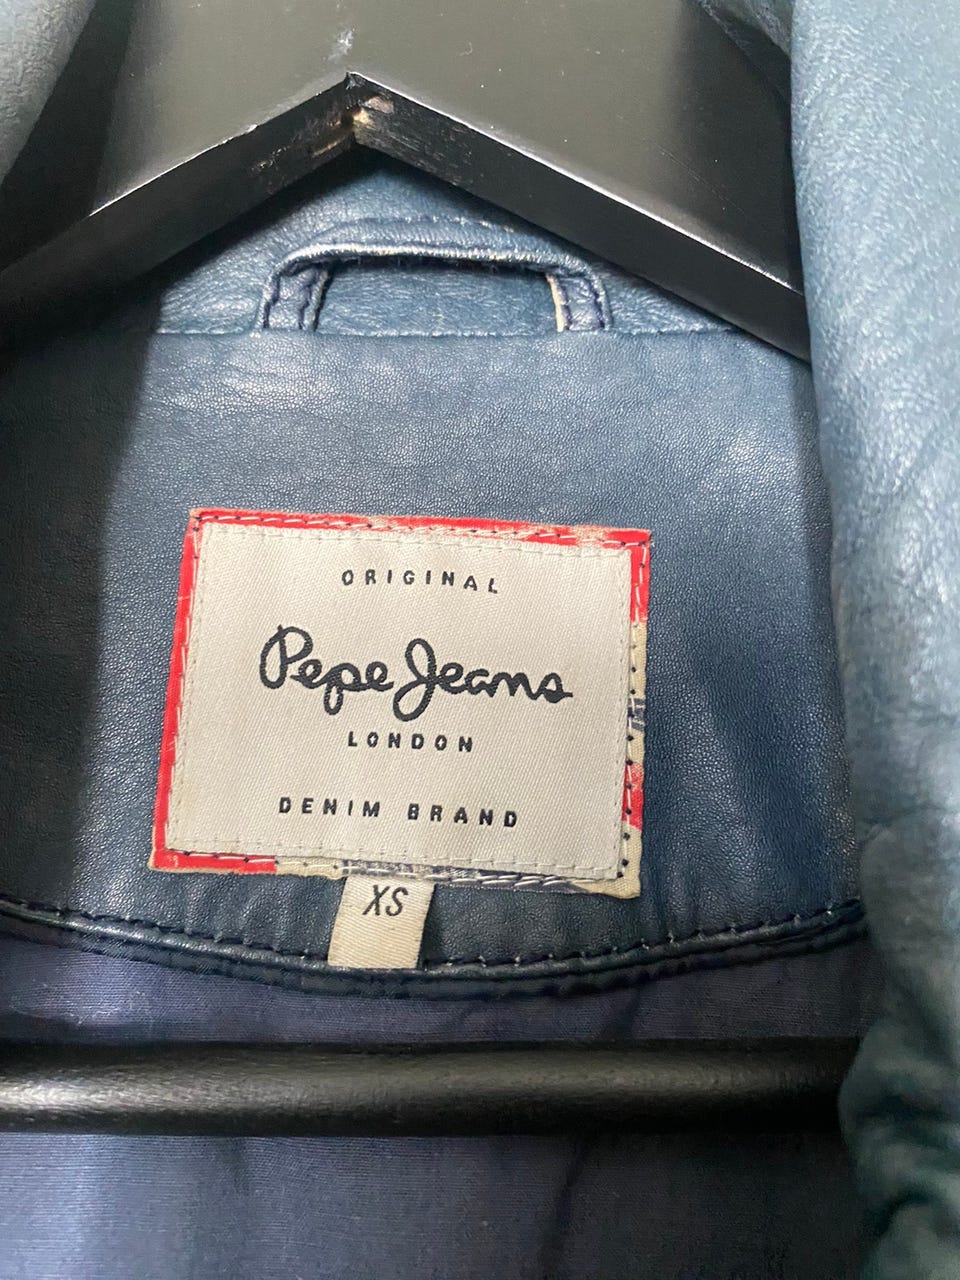 ORIGINAL
Pepe Jeans
LONDON
DENIM BRAND
XS